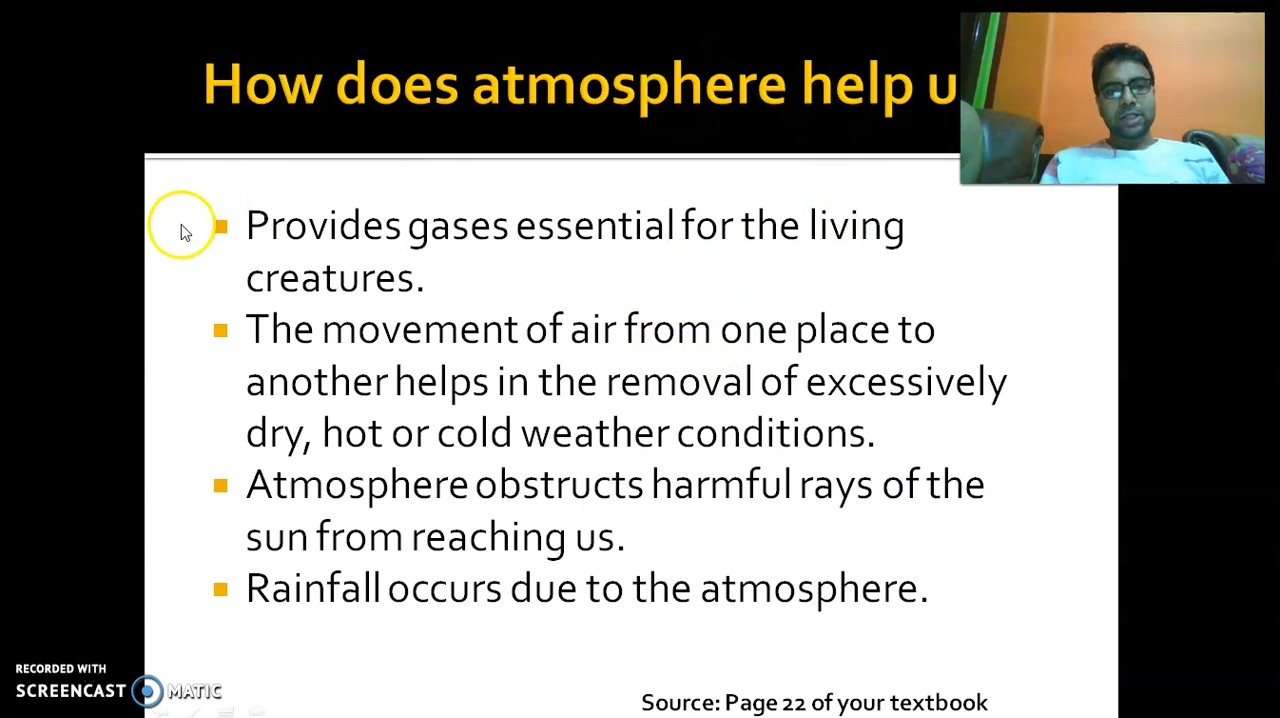 How does atmosphere help u
Provides gases essential for the living
creatures.
The movement of air from one place to
another helps in the removal of excessively
dry, hot or cold weather conditions.
Atmosphere obstructs harmful rays of the
sun from reaching us.
Rainfall occurs due to the atmosphere.
RECORDED WITH
SCREENCAST MATIC
Source: Page 22 of your textbook